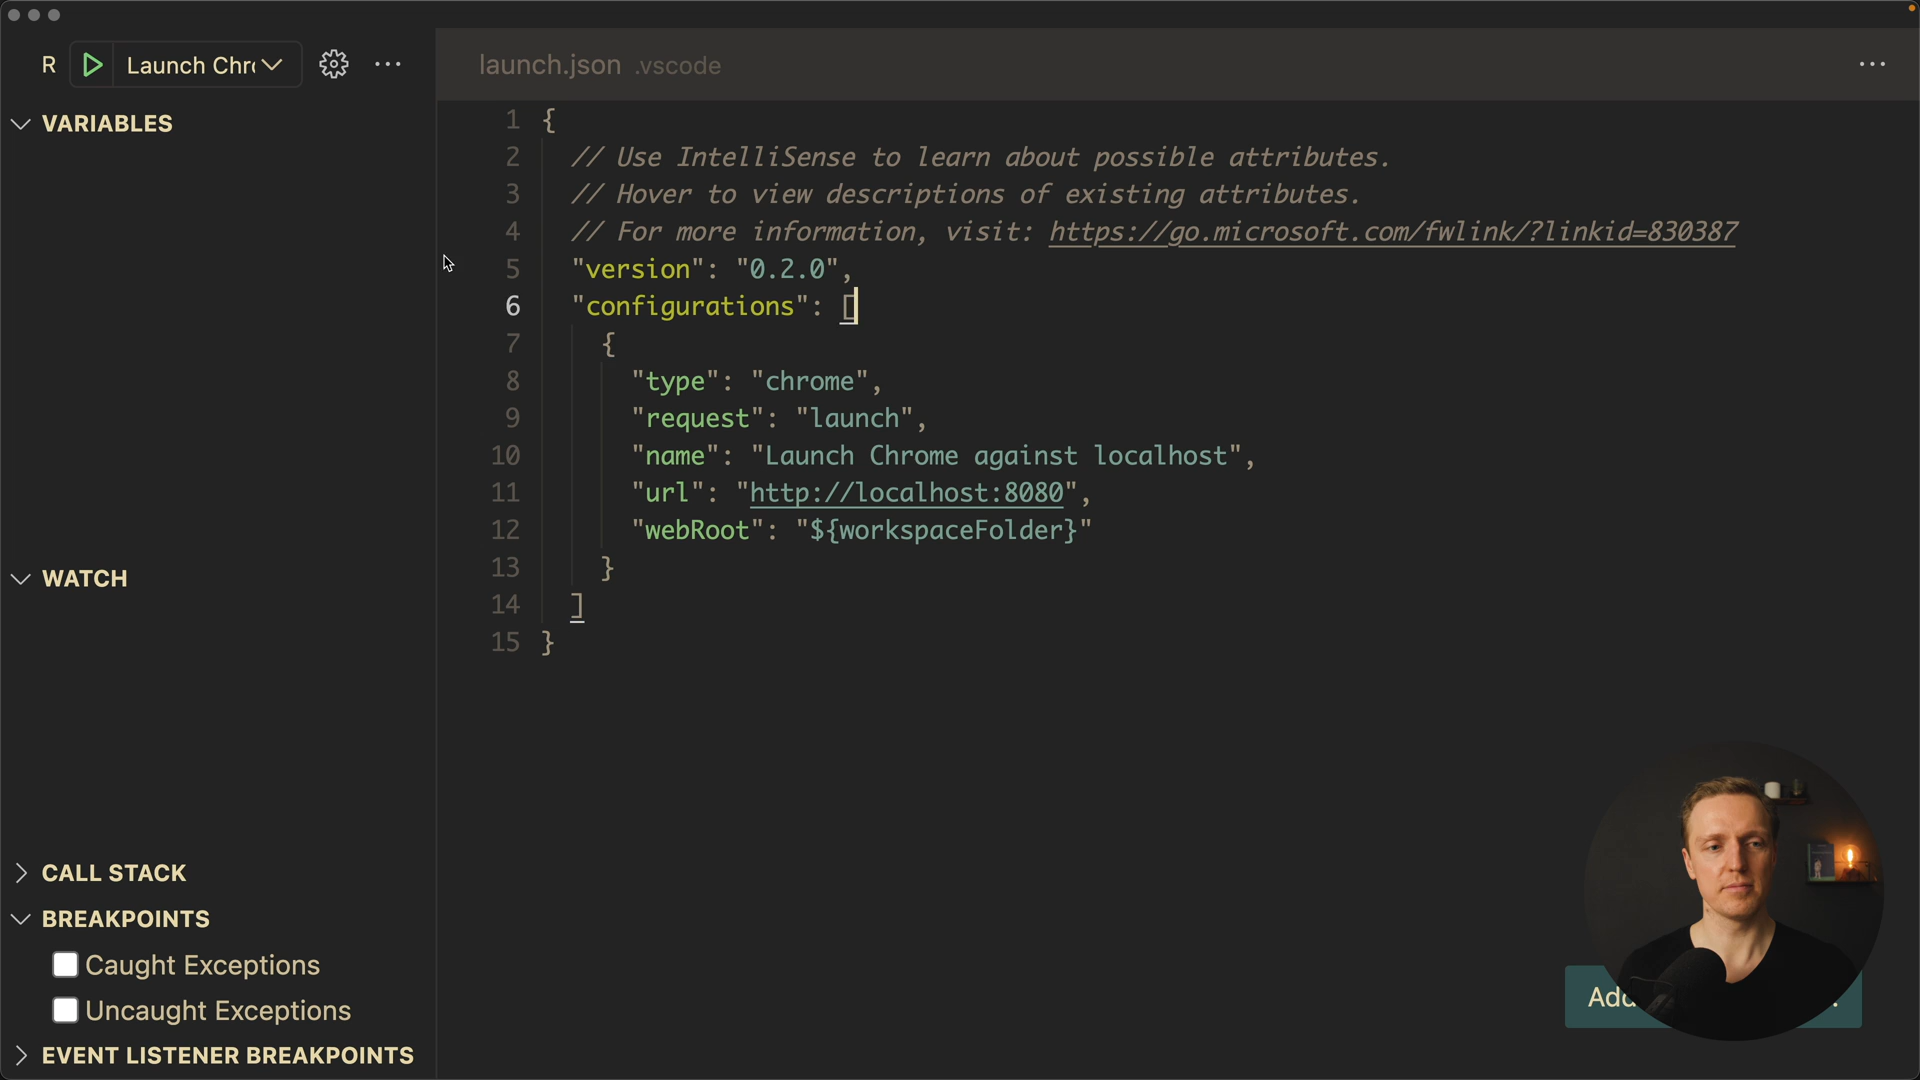 R Launch Chr
launch.json .vscode
VARIABLES
WATCH
CALL STACK
BREAKPOINTS
Caught Exceptions
Uncaught Exceptions
EVENT LISTENER BREAKPOINTS
1 {
2 // Use IntelliSense to learn about possible attributes.
3 // Hover to view descriptions of existing attributes.
4 // For more information, visit: https://go.microsoft.com/fwlink/?linkid=830387
5 "version": "0.2.0",
6 "configurations": [
7 {
8 "type": "chrome",
9 "request": "launch",
10 "name": "Launch Chrome against localhost",
11 "url": "http://localhost:8080",
12 "webRoot": "${workspaceFolder}"
13 }
14 ]
15 }